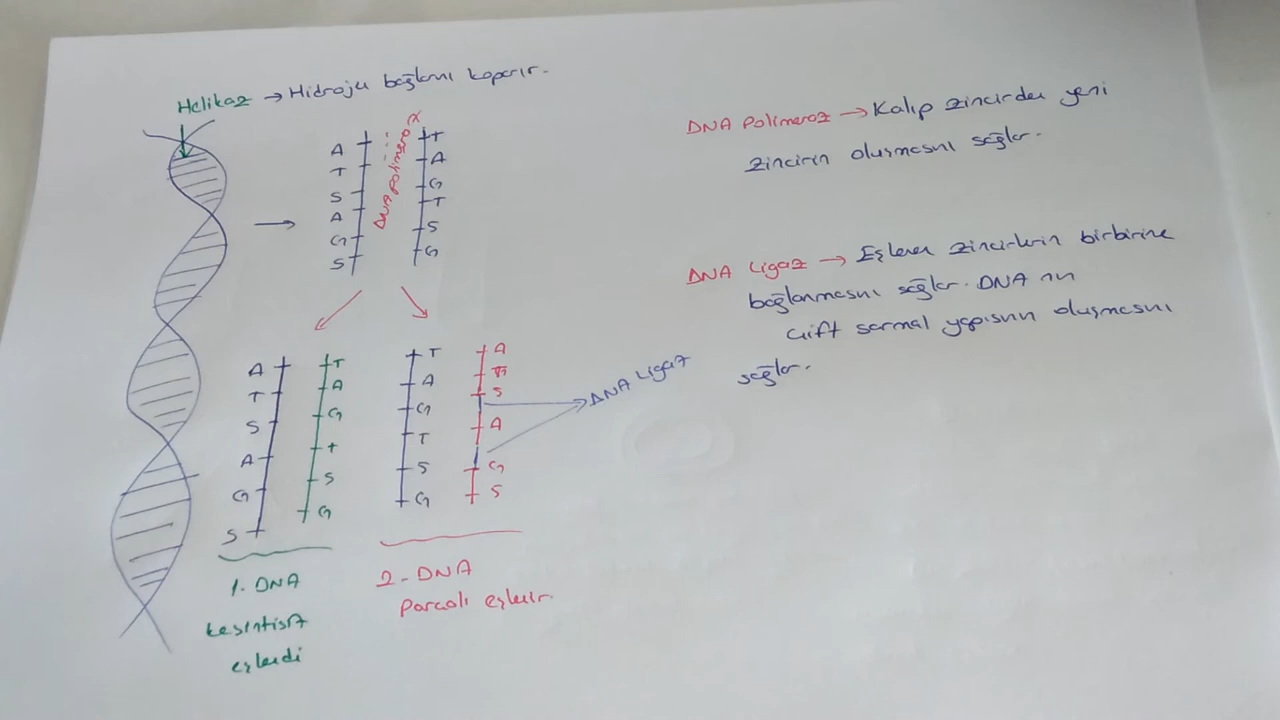 Helikaz → Hidrojen bağlarını koparır.
A
T
S
A
G
S
DNA Polimeraz
T
A
G
T
S
G
DNA Polimeraz → Kalıp zincirden yeni
zincirin oluşmasını sağlar.
DNA Ligaz → Eşlenen zincirlerin birbirine
bağlanmasını sağlar. DNA nın
Çift sarmal yapısının oluşmasını
sağlar.
A
T
S
A
G
S
T
A
G
T
S
G
T
A
G
T
S
G
A
T
S
A
G
S
DNA Ligaz
1. DNA
kesintisiz
eşlendi
2- DNA
Parçalı eşlenir.